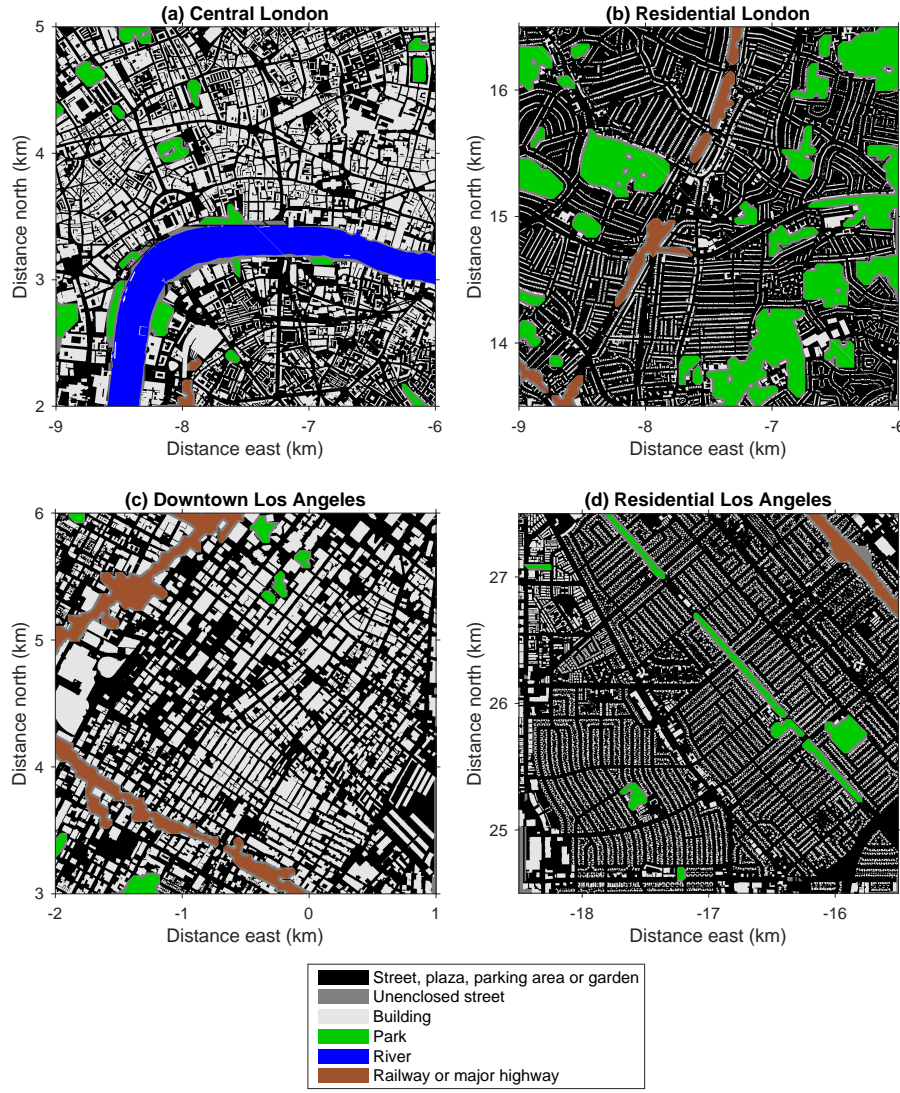 (a) Central London
5
4
3
2
-9
-8
-7
-6
Distance north (km)
Distance east (km)
(b) Residential London
16
15
14
-9
-8
-7
-6
Distance north (km)
Distance east (km)
(c) Downtown Los Angeles
6
5
4
3
-2
-1
0
1
Distance north (km)
Distance east (km)
(d) Residential Los Angeles
27
26
25
-18
-17
-16
Distance north (km)
Distance east (km)
Street, plaza, parking area or garden
Unenclosed street
Building
Park
River
Railway or major highway